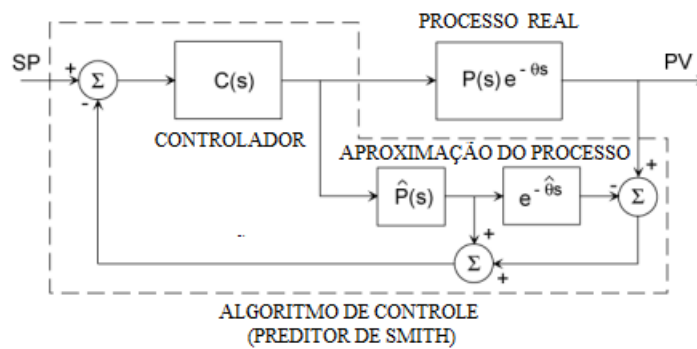 PROCESSO REAL
SP
+
Σ
-
C(s)
P(s) e - θs
PV
CONTROLADOR
APROXIMAÇÃO DO PROCESSO
+
P̂(s)
e - θ̂s
-
Σ
+
Σ
+
ALGORITMO DE CONTROLE
(PREDITOR DE SMITH)